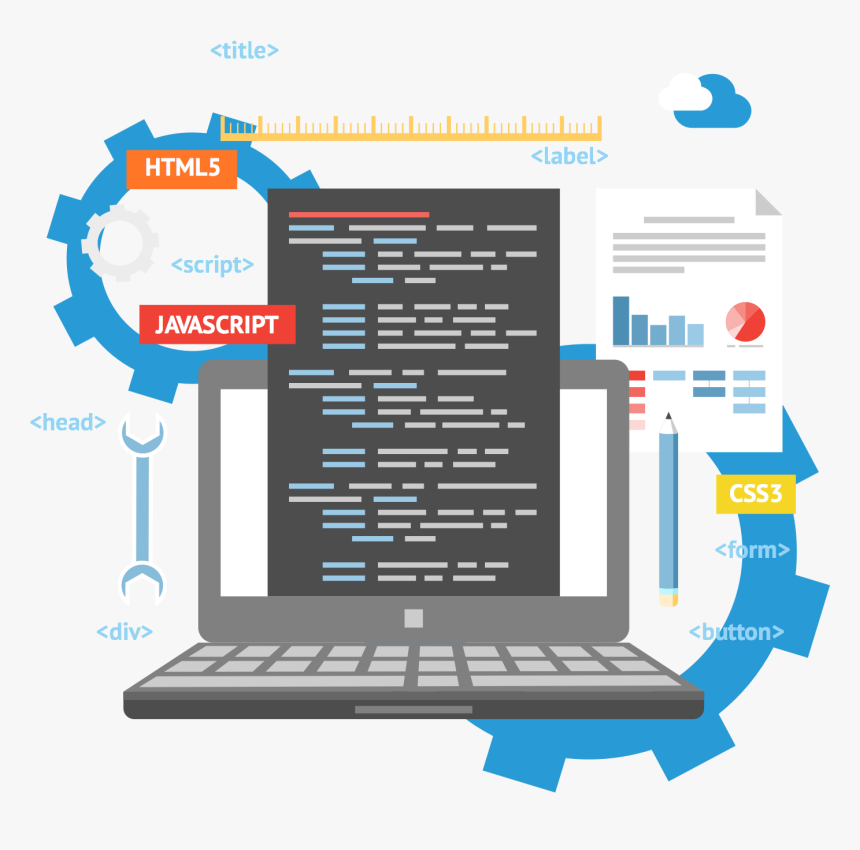 <title>
<label>
HTML5
<script>
JAVASCRIPT
<head>
CSS3
<form>
<div>
<button>